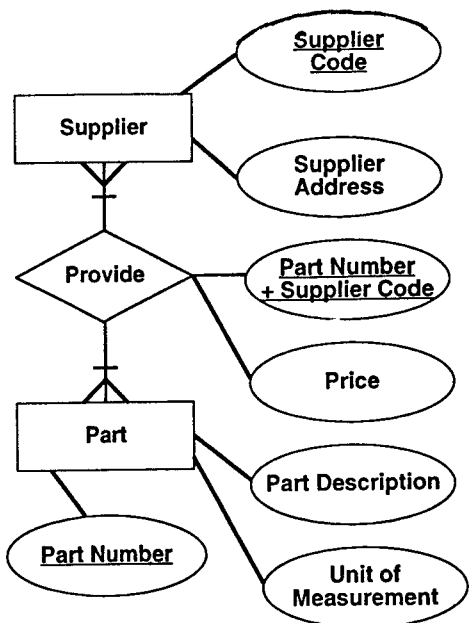 Supplier
Code
Supplier
Supplier
Address
Provide
Part Number
+ Supplier Code
Price
Part
Part Description
Part Number
Unit of
Measurement